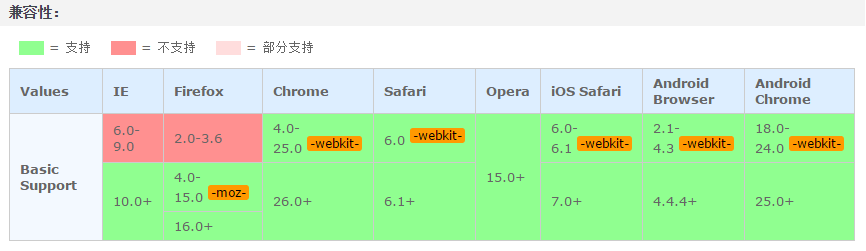 兼容性：
= 支持 = 不支持 = 部分支持
Values IE Firefox Chrome Safari Opera iOS Safari Android Browser Android Chrome
Basic Support
6.0-9.0
2.0-3.6
4.0-25.0 -webkit-
6.0 -webkit-
15.0+
6.0-6.1 -webkit-
2.1-4.3 -webkit-
18.0-24.0 -webkit-
10.0+
4.0-15.0 -moz-
26.0+
6.1+
7.0+
4.4.4+
25.0+
16.0+